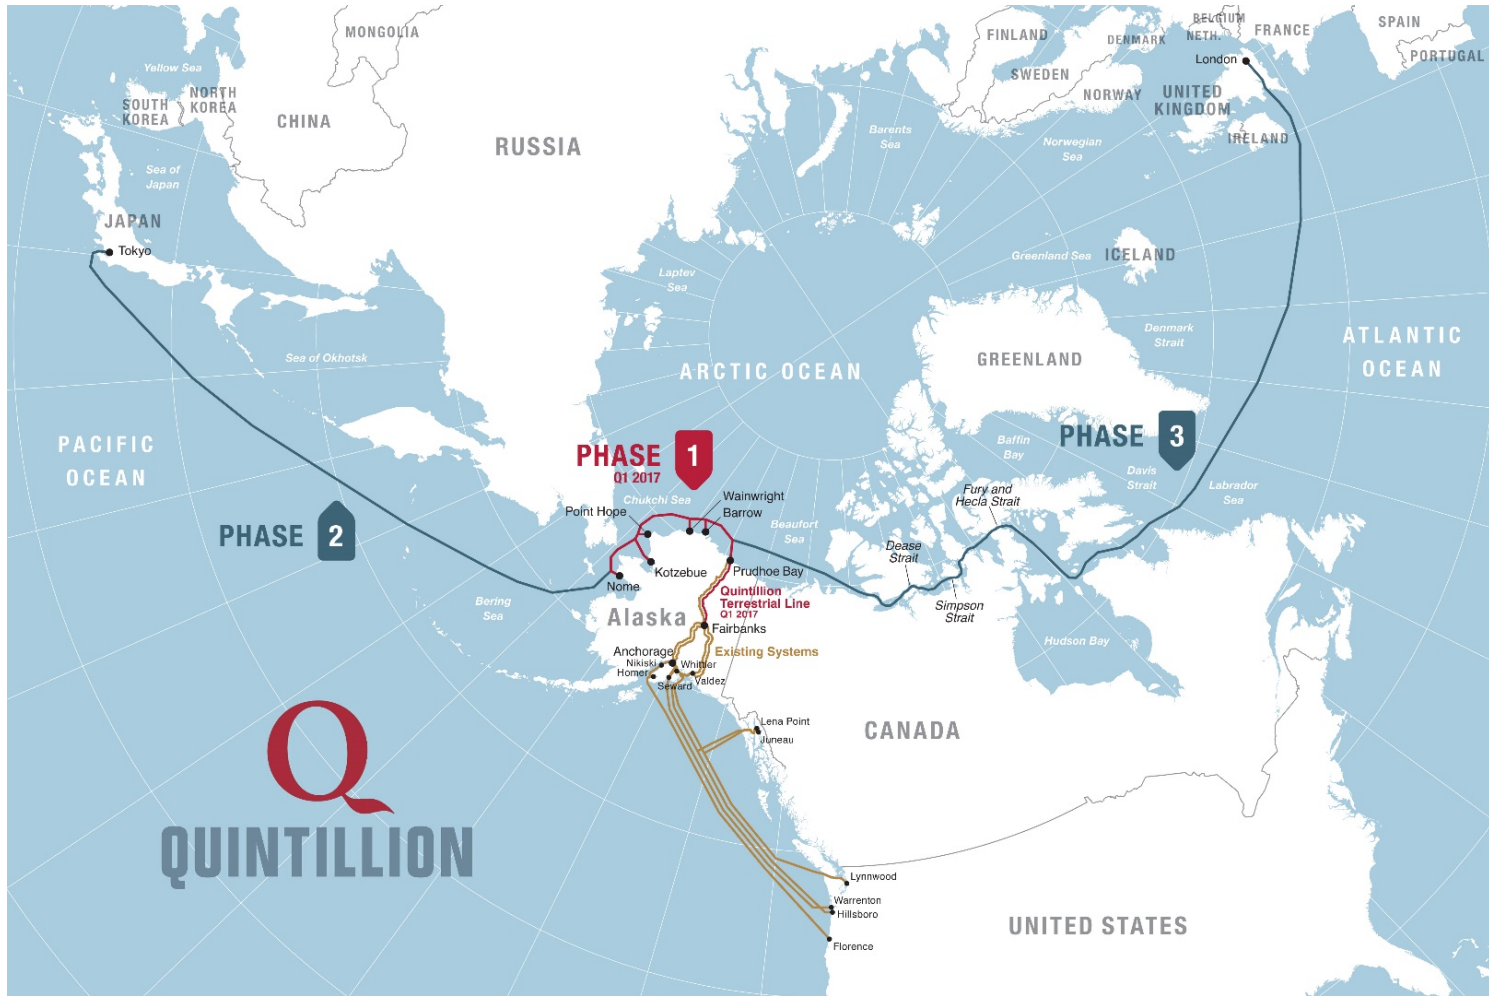 MONGOLIA
Yellow Sea
NORTH
KOREA
SOUTH
KOREA
CHINA
RUSSIA
Sea of
Japan
JAPAN
Tokyo
FINLAND
SWEDEN
DENMARK
NORWAY
BELGIUM
NETH.
FRANCE
SPAIN
PORTUGAL
London
UNITED
KINGDOM
IRELAND
Barents
Sea
Norwegian
Sea
Greenland Sea
ICELAND
Laptev
Sea
Sea of Okhotsk
ARCTIC OCEAN
GREENLAND
Denmark
Strait
ATLANTIC
OCEAN
PACIFIC
OCEAN
PHASE 1
Q1 2017
PHASE 2
PHASE 3
Baffin
Bay
Davis
Strait
Labrador
Sea
Fury and
Hecla Strait
Chukchi Sea
Wainwright
Barrow
Point Hope
Beaufort
Sea
Dease
Strait
Kotzebue
Prudhoe Bay
Nome
Bering
Sea
Quintillion
Terrestrial Line
Q1 2017
Simpson
Strait
Alaska
Fairbanks
Hudson Bay
Anchorage
Existing Systems
Nikiski
Whittier
Homer
Seward
Valdez
Lena Point
Juneau
CANADA
Q
QUINTILLION
Lynnwood
Warrenton
Hillsboro
Florence
UNITED STATES